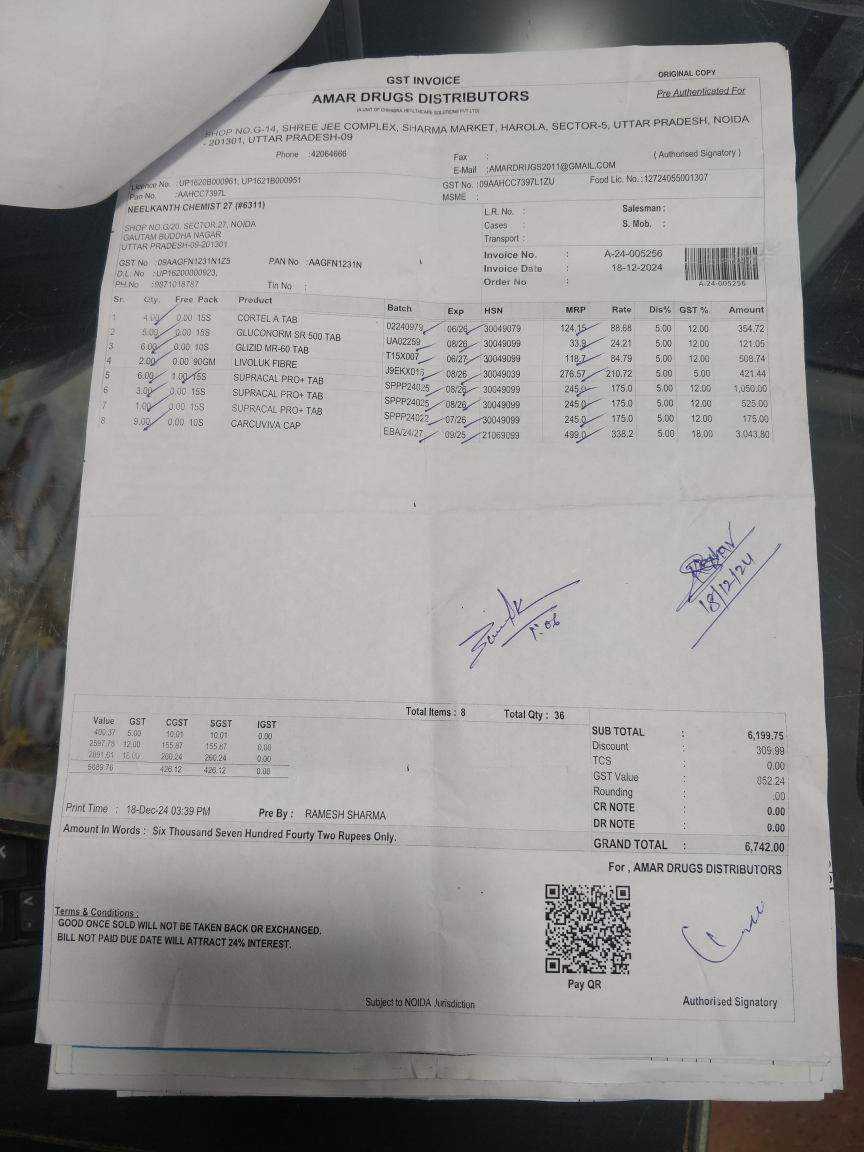 GST INVOICE
ORIGINAL COPY
AMAR DRUGS DISTRIBUTORS
Pre Authenticated For
(A UNIT OF CHANDRA HEALTHCARE SOLUTIONS PVT LTD)
SHOP NO.G-14, SHREE JEE COMPLEX, SHARMA MARKET, HAROLA, SECTOR-5, UTTAR PRADESH, NOIDA
- 201301, UTTAR PRADESH-09
Phone :42064666
Fax :
( Authorised Signatory )
E-Mail :AMARDRUGS2011@GMAIL.COM
Licence No. :UP1620B000961, UP1621B000951
GST No. :09AAHCC7397L1ZU Food Lic. No.:12724055001307
Pan No. :AAHCC7397L
MSME :
NEELKANTH CHEMIST 27 (#6311)
SHOP NO.G/20, SECTOR.27, NOIDA
GAUTAM BUDDHA NAGAR
UTTAR PRADESH-09-201301
GST No :09AAGFN1231N1Z5 PAN No :AAGFN1231N
D.L. No :UP16200000923,
PH.No :9871018787 Tin No :
L.R. No. : Salesman :
Cases : S. Mob. :
Transport :
Invoice No. : A-24-005256
Invoice Date : 18-12-2024
Order No :
A-24-005256
Sr. Qty. Free Pack Product Batch Exp HSN MRP Rate Dis% GST % Amount
1 4.00 0.00 15S CORTEL A TAB 02240979 06/26 30049079 124.15 88.68 5.00 12.00 354.72
2 5.00 0.00 15S GLUCONORM SR 500 TAB UA02259 08/26 30049099 33.9 24.21 5.00 12.00 121.05
3 6.00 0.00 10S GLIZID MR-60 TAB T15X007 06/27 30049099 118.7 84.79 5.00 12.00 508.74
4 2.00 0.00 90GM LIVOLUK FIBRE J9EKX016 08/26 30049039 276.57 210.72 5.00 5.00 421.44
5 6.00 1.00 15S SUPRACAL PRO+ TAB SPPP24025 08/26 30049099 245.0 175.0 5.00 12.00 1,050.00
6 3.00 0.00 15S SUPRACAL PRO+ TAB SPPP24025 08/26 30049099 245.0 175.0 5.00 12.00 525.00
7 1.00 0.00 15S SUPRACAL PRO+ TAB SPPP24022 07/26 30049099 245.0 175.0 5.00 12.00 175.00
8 9.00 0.00 10S CARCUVIVA CAP EBA/24/27 09/25 21069099 499.0 338.2 5.00 18.00 3,043.80
18/12/24
Total Items : 8 Total Qty : 36
Value GST CGST SGST IGST
400.37 5.00 10.01 10.01 0.00
2597.78 12.00 155.87 155.87 0.00
2891.61 18.00 260.24 260.24 0.00
426.12 426.12 0.00
SUB TOTAL : 6,199.75
Discount : 309.99
TCS : 0.00
GST Value : 852.24
Rounding : .00
CR NOTE : 0.00
DR NOTE : 0.00
GRAND TOTAL : 6,742.00
Print Time : 18-Dec-24 03:39 PM Pre By : RAMESH SHARMA
Amount In Words : Six Thousand Seven Hundred Fourty Two Rupees Only.
For , AMAR DRUGS DISTRIBUTORS
Terms & Conditions :
GOOD ONCE SOLD WILL NOT BE TAKEN BACK OR EXCHANGED.
BILL NOT PAID DUE DATE WILL ATTRACT 24% INTEREST.
Pay QR
Subject to NOIDA Jurisdiction
Authorised Signatory